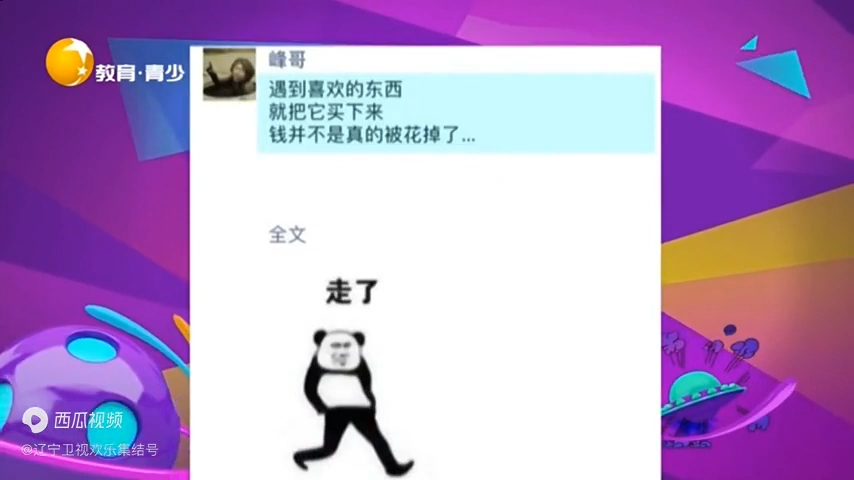 教育·青少
峰哥
遇到喜欢的东西
就把它买下来
钱并不是真的被花掉了...
全文
走了
西瓜视频
@辽宁卫视欢乐集结号